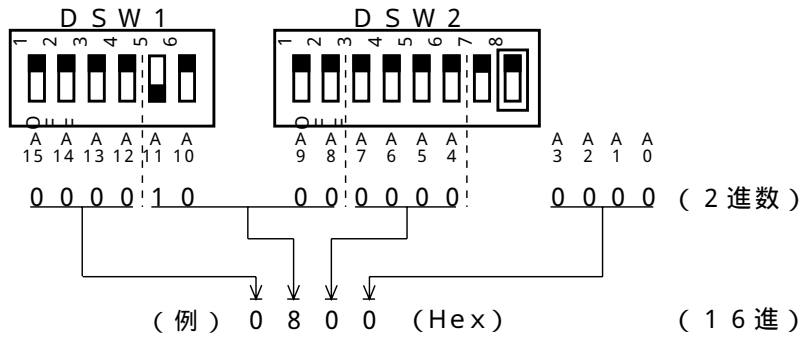 DSW1 DSW2
1 2 3 4 5 6 1 2 3 4 5 6 7 8
OFF OFF
A A A A A A A A A A A A A A A A
15 14 13 12 11 10 9 8 7 6 5 4 3 2 1 0
0 0 0 0 1 0 0 0 0 0 0 0 0 0 0 0 (2進数)
(例) 0 8 0 0 (Hex) (16進)